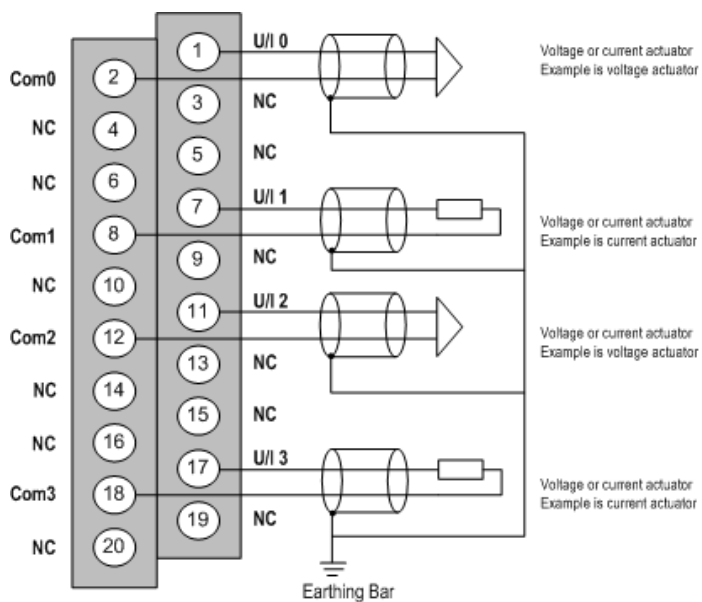 1 U/I 0
Voltage or current actuator
Example is voltage actuator
Com0 2
3 NC
NC 4
5 NC
NC 6
7 U/I 1
Voltage or current actuator
Example is current actuator
Com1 8
9 NC
NC 10
11 U/I 2
Voltage or current actuator
Example is voltage actuator
Com2 12
13 NC
NC 14
15 NC
NC 16
17 U/I 3
Voltage or current actuator
Example is current actuator
Com3 18
19 NC
NC 20
Earthing Bar